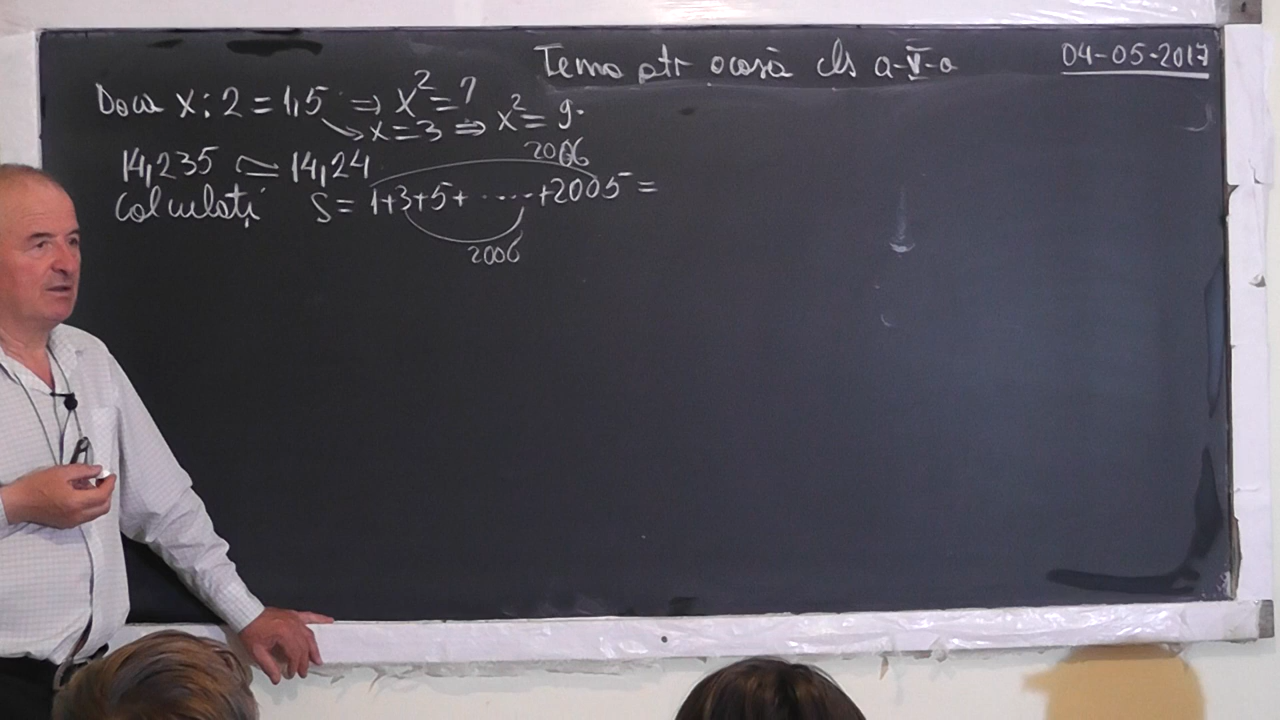 Tema ptr acasă cls a-V-a 04-05-2017
Daca x:2=1,5 ⇒ x²=?
↘ x=3 ⇒ x²=9.
14,235 ≃ 14,24
2006
Calculați S= 1+3+5+......+2005=
2006